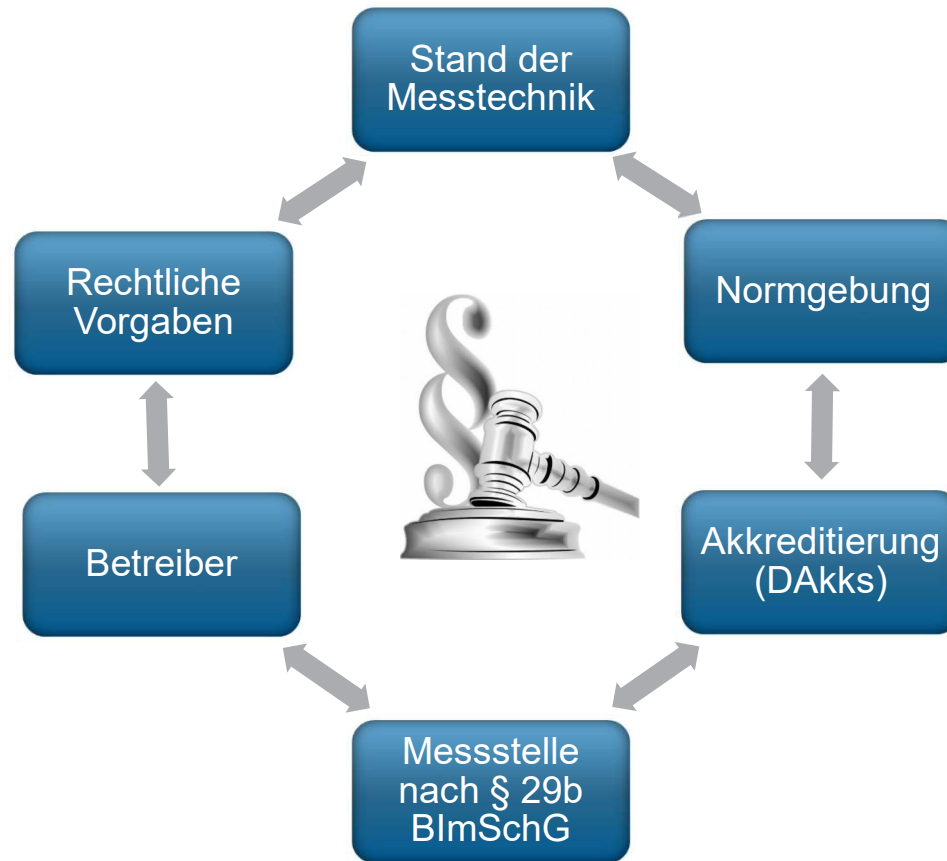 Stand der
Messtechnik
Rechtliche
Vorgaben
Normgebung
Betreiber
Akkreditierung
(DAkks)
Messstelle
nach § 29b
BImSchG